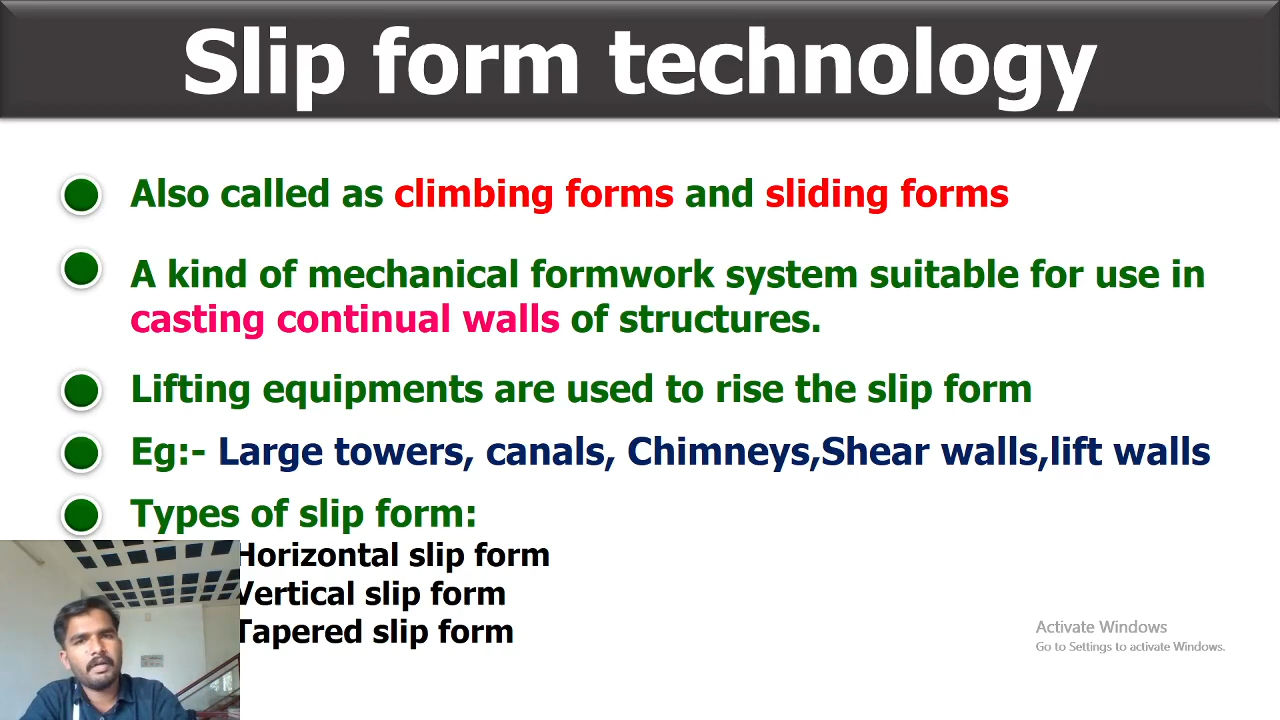 Slip form technology
Also called as climbing forms and sliding forms
A kind of mechanical formwork system suitable for use in
casting continual walls of structures.
Lifting equipments are used to rise the slip form
Eg:- Large towers, canals, Chimneys,Shear walls,lift walls
Types of slip form:
Horizontal slip form
Vertical slip form
Tapered slip form
Activate Windows
Go to Settings to activate Windows.